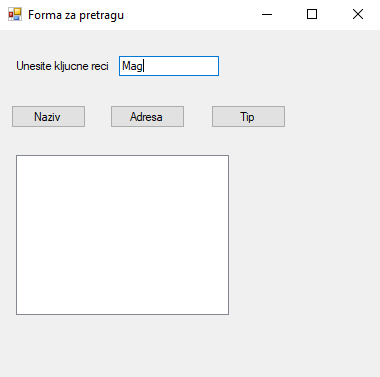 Forma za pretragu
Unesite kljucne reci
Mag
Naziv
Adresa
Tip